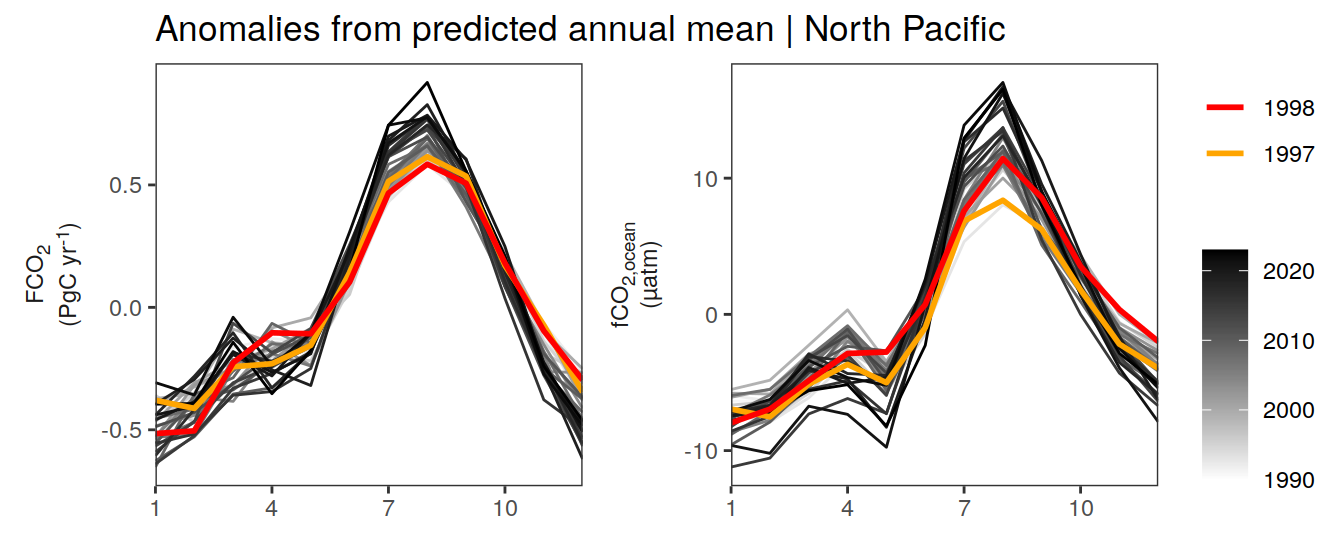 Anomalies from predicted annual mean | North Pacific
FCO₂
(PgC yr⁻¹)
0.5
0.0
-0.5
1 4 7 10
fCO₂,ocean
(µatm)
10
0
-10
1 4 7 10
1998
1997
2020
2010
2000
1990